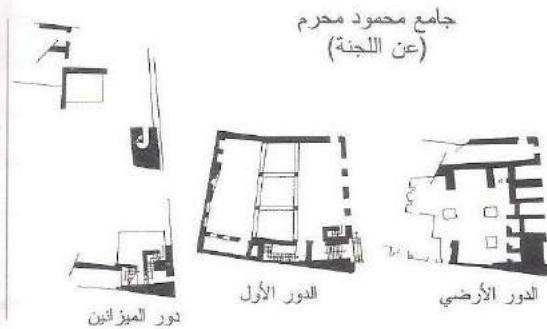 جامع محمود محرم
(عن اللجنة)
الدور الأرضي
الدور الأول
دور الميزانين